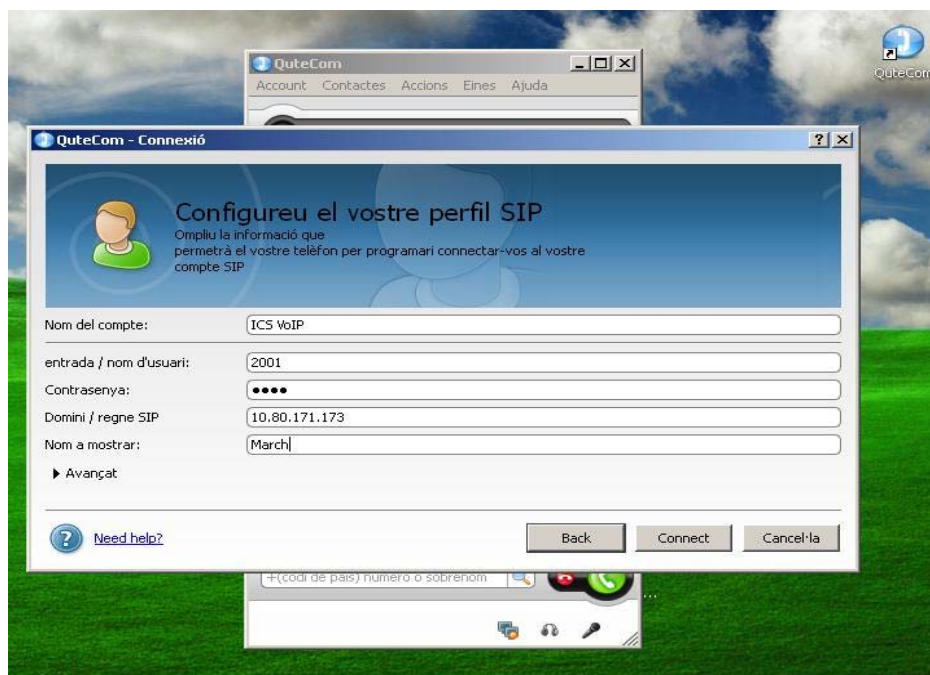 QuteCom
QuteCom
Account Contactes Accions Eines Ajuda
QuteCom - Connexió
Configureu el vostre perfil SIP
Ompliu la informació que
permetrà el vostre telèfon per programari connectar-vos al vostre
compte SIP
Nom del compte: ICS VoIP
entrada / nom d'usuari: 2001
Contrasenya: ●●●●
Domini / regne SIP 10.80.171.173
Nom a mostrar: March
Avançat
Need help? Back Connect Cancel·la
+(codi de país) número o sobrenom
...